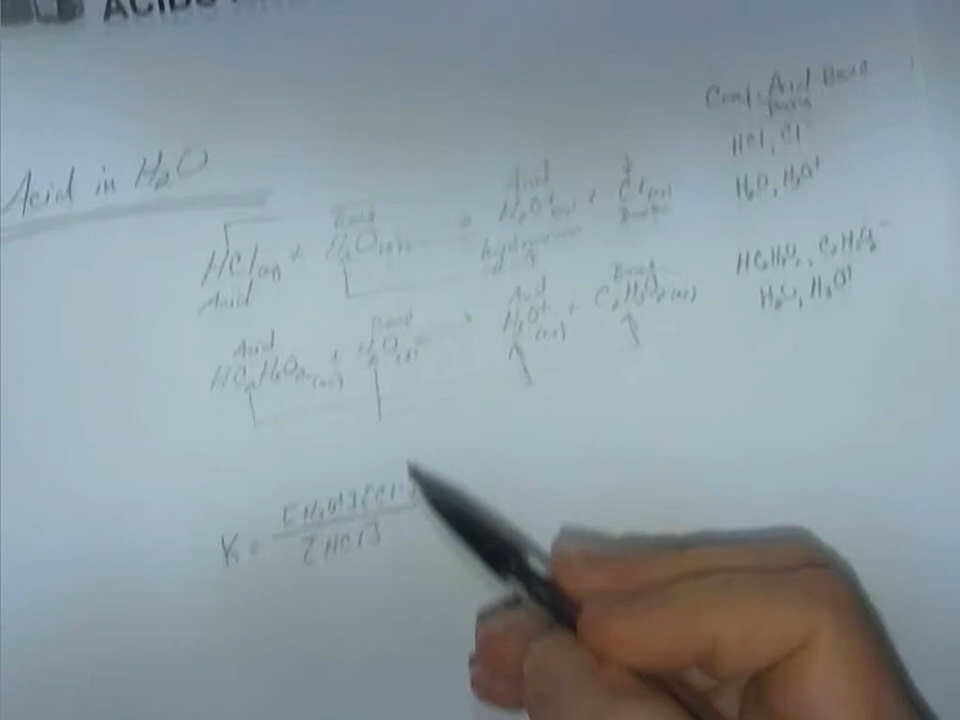 ACIDS
Acid in H₂O
Conj. Acid Base
pairs
HCl, Cl⁻
H₂O, H₃O⁺
Base Acid
HCl(aq) + H₂O H₃O⁺(aq) + Cl(aq)
Acid Base
HC₂H₃O₂, C₂H₃O₂⁻
H₂O, H₃O⁺
Acid Base Acid Base
HC₂H₃O₂(aq) + H₂O(l) H₃O⁺(aq) + C₂H₃O₂(aq)
K = [H₃O⁺][Cl⁻]
[HCl]